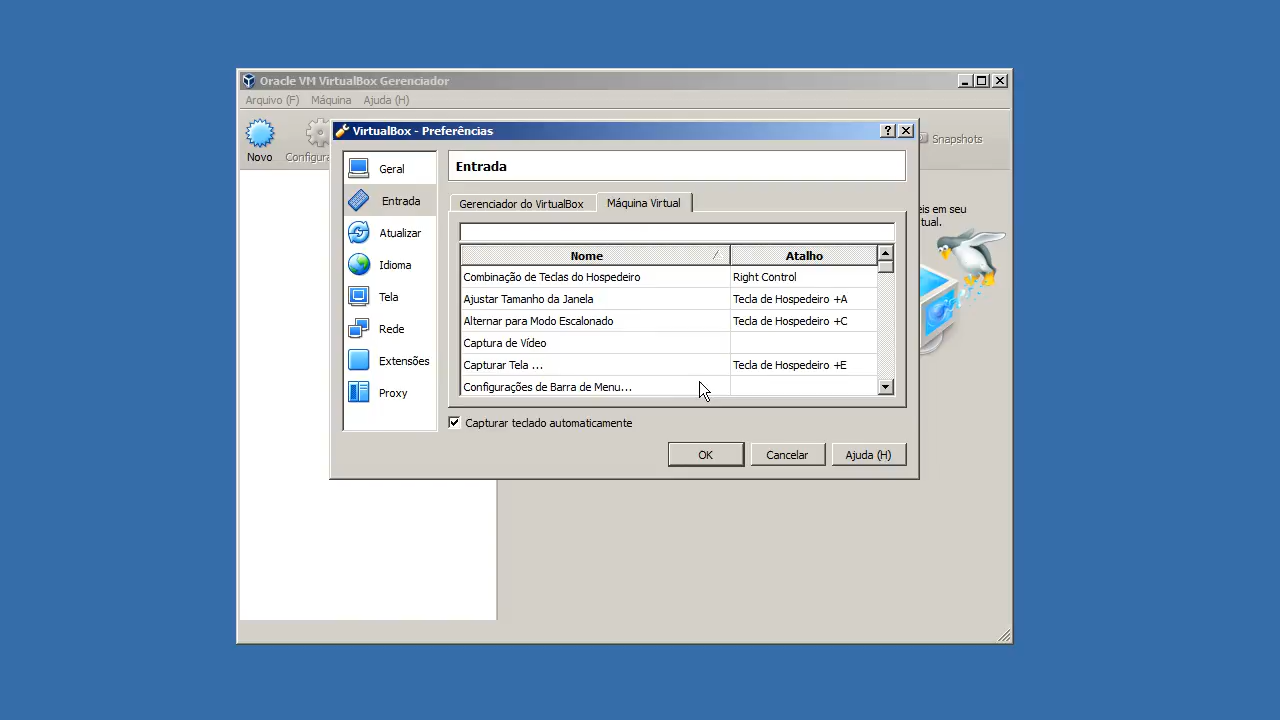 Oracle VM VirtualBox Gerenciador
Arquivo (F) Máquina Ajuda (H)
Novo
Snapshots
VirtualBox - Preferências
Geral
Entrada
Atualizar
Idioma
Tela
Rede
Extensões
Proxy
Entrada
Gerenciador do VirtualBox Máquina Virtual
Nome Atalho
Combinação de Teclas do Hospedeiro Right Control
Ajustar Tamanho da Janela Tecla de Hospedeiro +A
Alternar para Modo Escalonado Tecla de Hospedeiro +C
Captura de Vídeo
Capturar Tela ... Tecla de Hospedeiro +E
Configurações de Barra de Menu...
Capturar teclado automaticamente
OK Cancelar Ajuda (H)
em seu